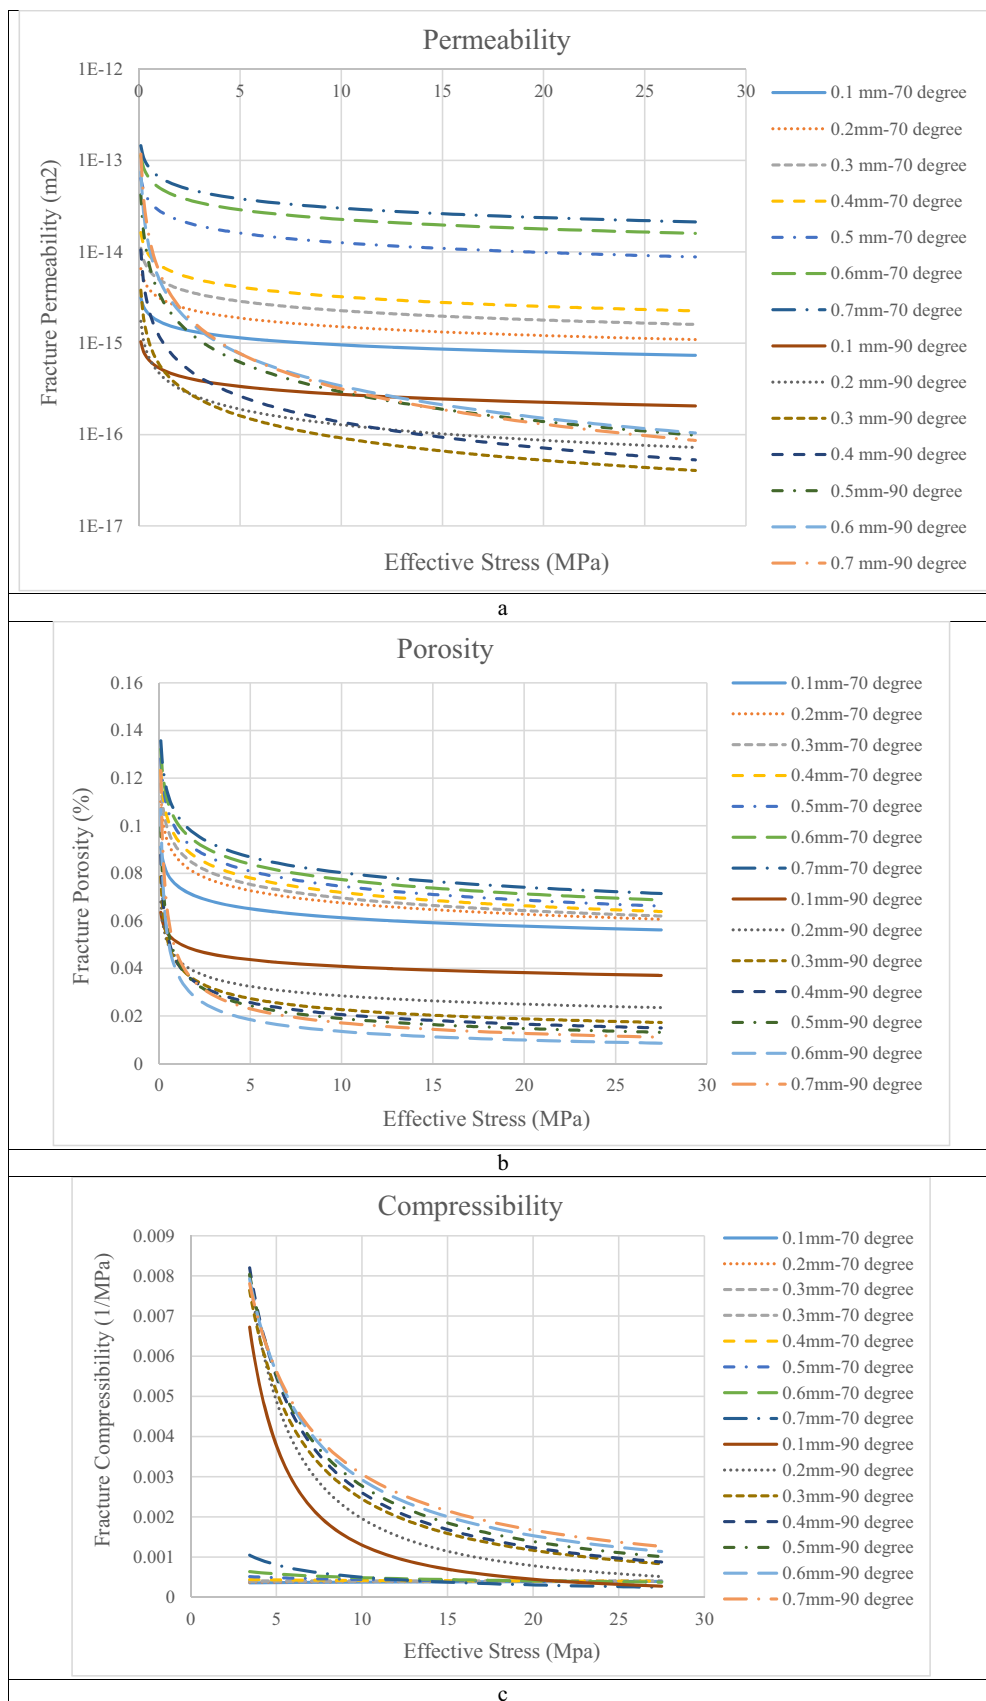 Permeability
0 5 10 15 20 25 30
1E-12
1E-13
1E-14
1E-15
1E-16
1E-17
Fracture Permeability (m2)
Effective Stress (MPa)
0.1 mm-70 degree
0.2mm-70 degree
0.3 mm-70 degree
0.4mm-70 degree
0.5 mm-70 degree
0.6mm-70 degree
0.7mm-70 degree
0.1 mm-90 degree
0.2 mm-90 degree
0.3 mm-90 degree
0.4 mm-90 degree
0.5mm-90 degree
0.6 mm-90 degree
0.7 mm-90 degree
a
Porosity
0.16
0.14
0.12
0.1
0.08
0.06
0.04
0.02
0
Fracture Porosity (%)
0 5 10 15 20 25 30
Effective Stress (MPa)
0.1mm-70 degree
0.2mm-70 degree
0.3mm-70 degree
0.4mm-70 degree
0.5mm-70 degree
0.6mm-70 degree
0.7mm-70 degree
0.1mm-90 degree
0.2mm-90 degree
0.3mm-90 degree
0.4mm-90 degree
0.5mm-90 degree
0.6mm-90 degree
0.7mm-90 degree
b
Compressibility
0.009
0.008
0.007
0.006
0.005
0.004
0.003
0.002
0.001
0
Fracture Compressibility (1/MPa)
0 5 10 15 20 25 30
Effective Stress (Mpa)
0.1mm-70 degree
0.2mm-70 degree
0.3mm-70 degree
0.3mm-70 degree
0.4mm-70 degree
0.5mm-70 degree
0.6mm-70 degree
0.7mm-70 degree
0.1mm-90 degree
0.2mm-90 degree
0.3mm-90 degree
0.4mm-90 degree
0.5mm-90 degree
0.6mm-90 degree
0.7mm-90 degree
c